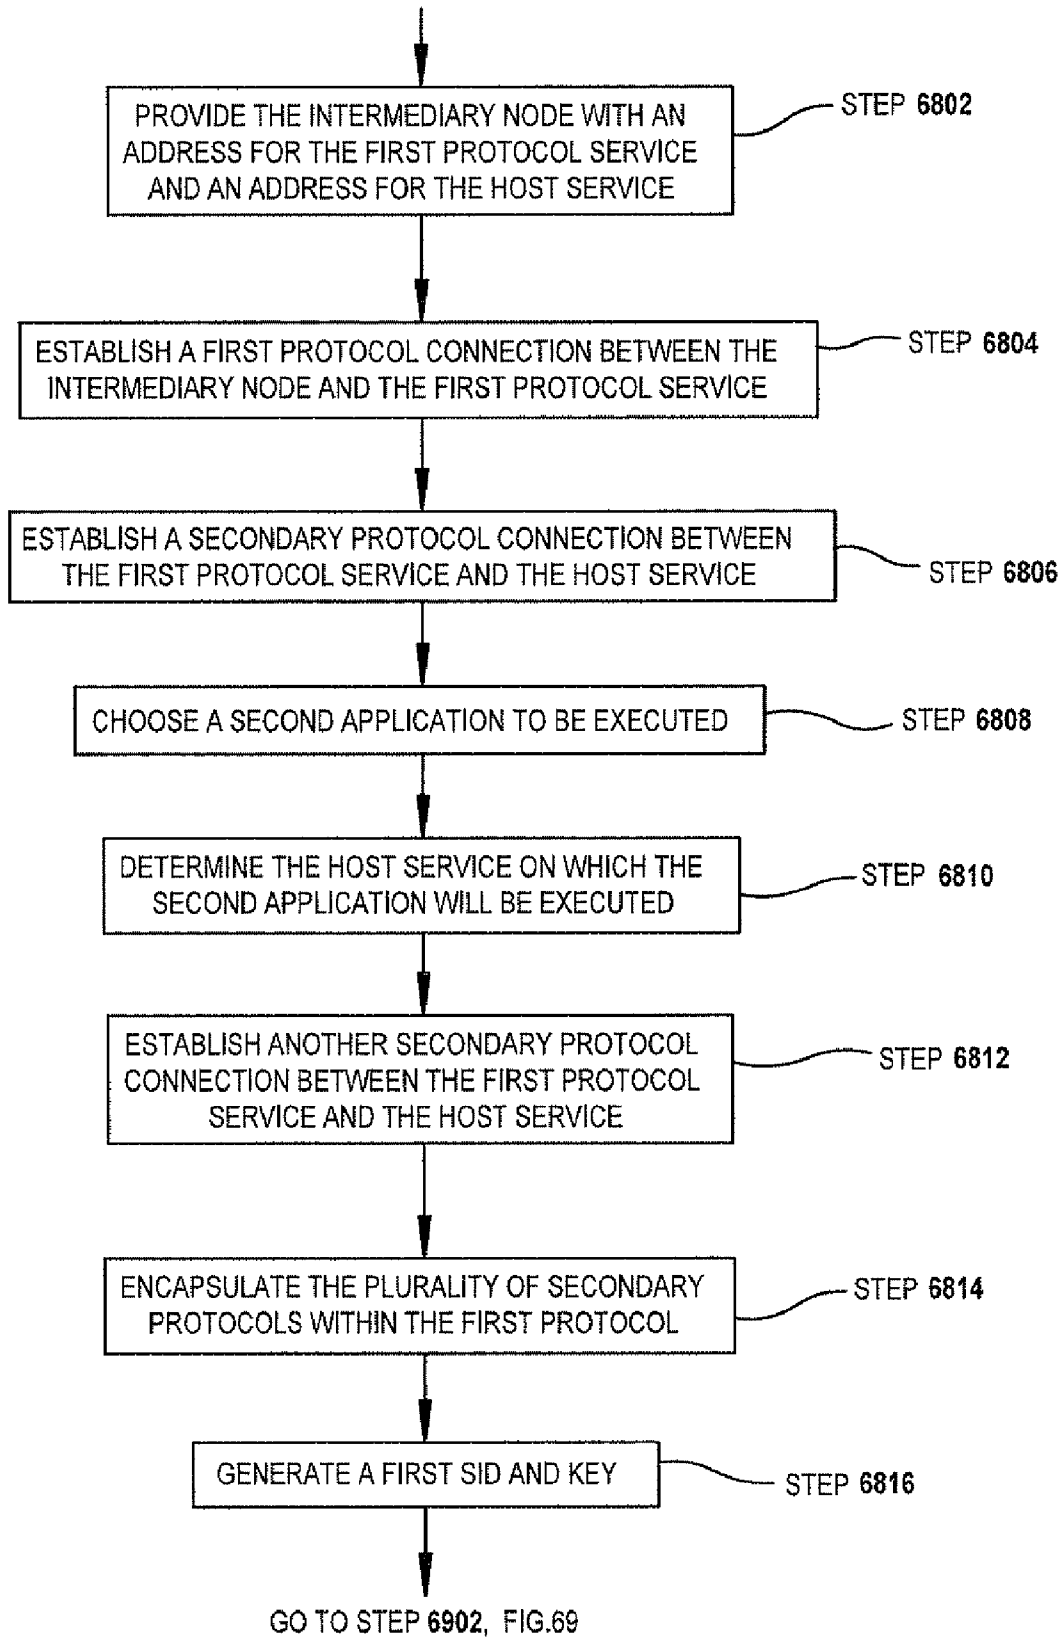 PROVIDE THE INTERMEDIARY NODE WITH AN
ADDRESS FOR THE FIRST PROTOCOL SERVICE
AND AN ADDRESS FOR THE HOST SERVICE
STEP 6802
ESTABLISH A FIRST PROTOCOL CONNECTION BETWEEN THE
INTERMEDIARY NODE AND THE FIRST PROTOCOL SERVICE
STEP 6804
ESTABLISH A SECONDARY PROTOCOL CONNECTION BETWEEN
THE FIRST PROTOCOL SERVICE AND THE HOST SERVICE
STEP 6806
CHOOSE A SECOND APPLICATION TO BE EXECUTED
STEP 6808
DETERMINE THE HOST SERVICE ON WHICH THE
SECOND APPLICATION WILL BE EXECUTED
STEP 6810
ESTABLISH ANOTHER SECONDARY PROTOCOL
CONNECTION BETWEEN THE FIRST PROTOCOL
SERVICE AND THE HOST SERVICE
STEP 6812
ENCAPSULATE THE PLURALITY OF SECONDARY
PROTOCOLS WITHIN THE FIRST PROTOCOL
STEP 6814
GENERATE A FIRST SID AND KEY
STEP 6816
GO TO STEP 6902, FIG.69